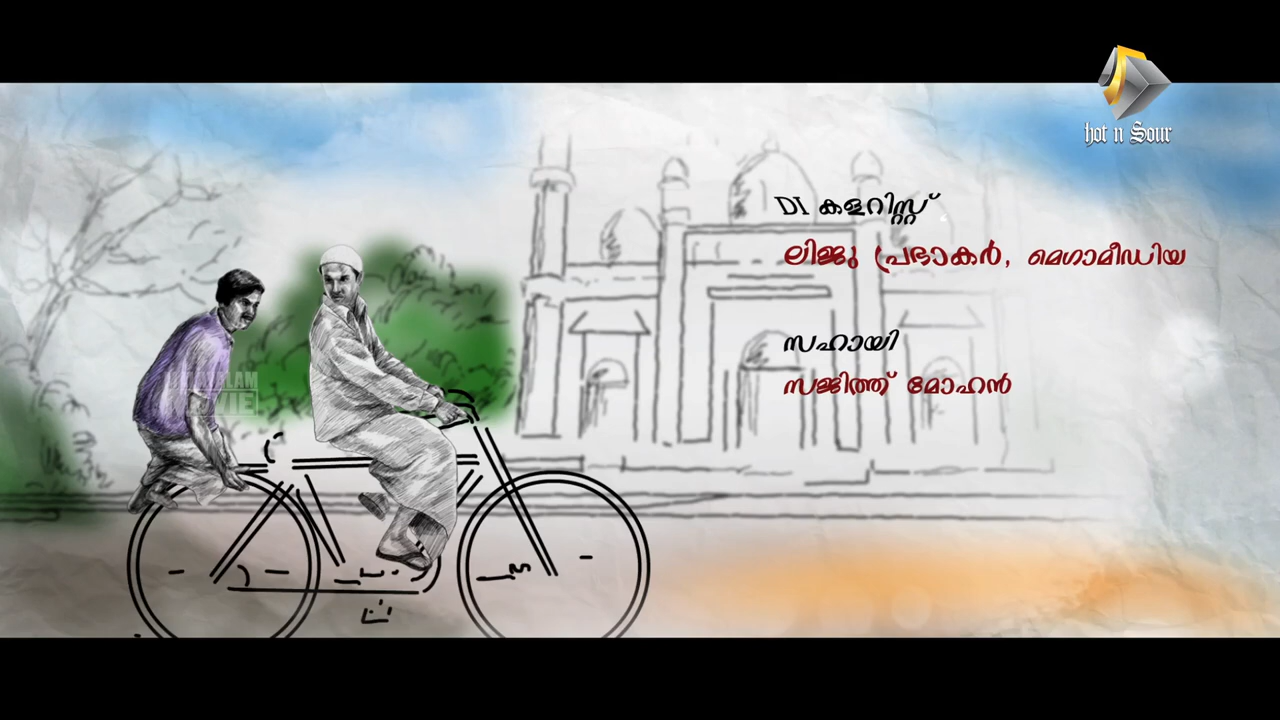 hot n Sour
DI കളറിസ്റ്റ്
ലിജു പ്രഭാകർ, മെഗാമീഡിയ
സഹായി
സജിത്ത് മോഹൻ